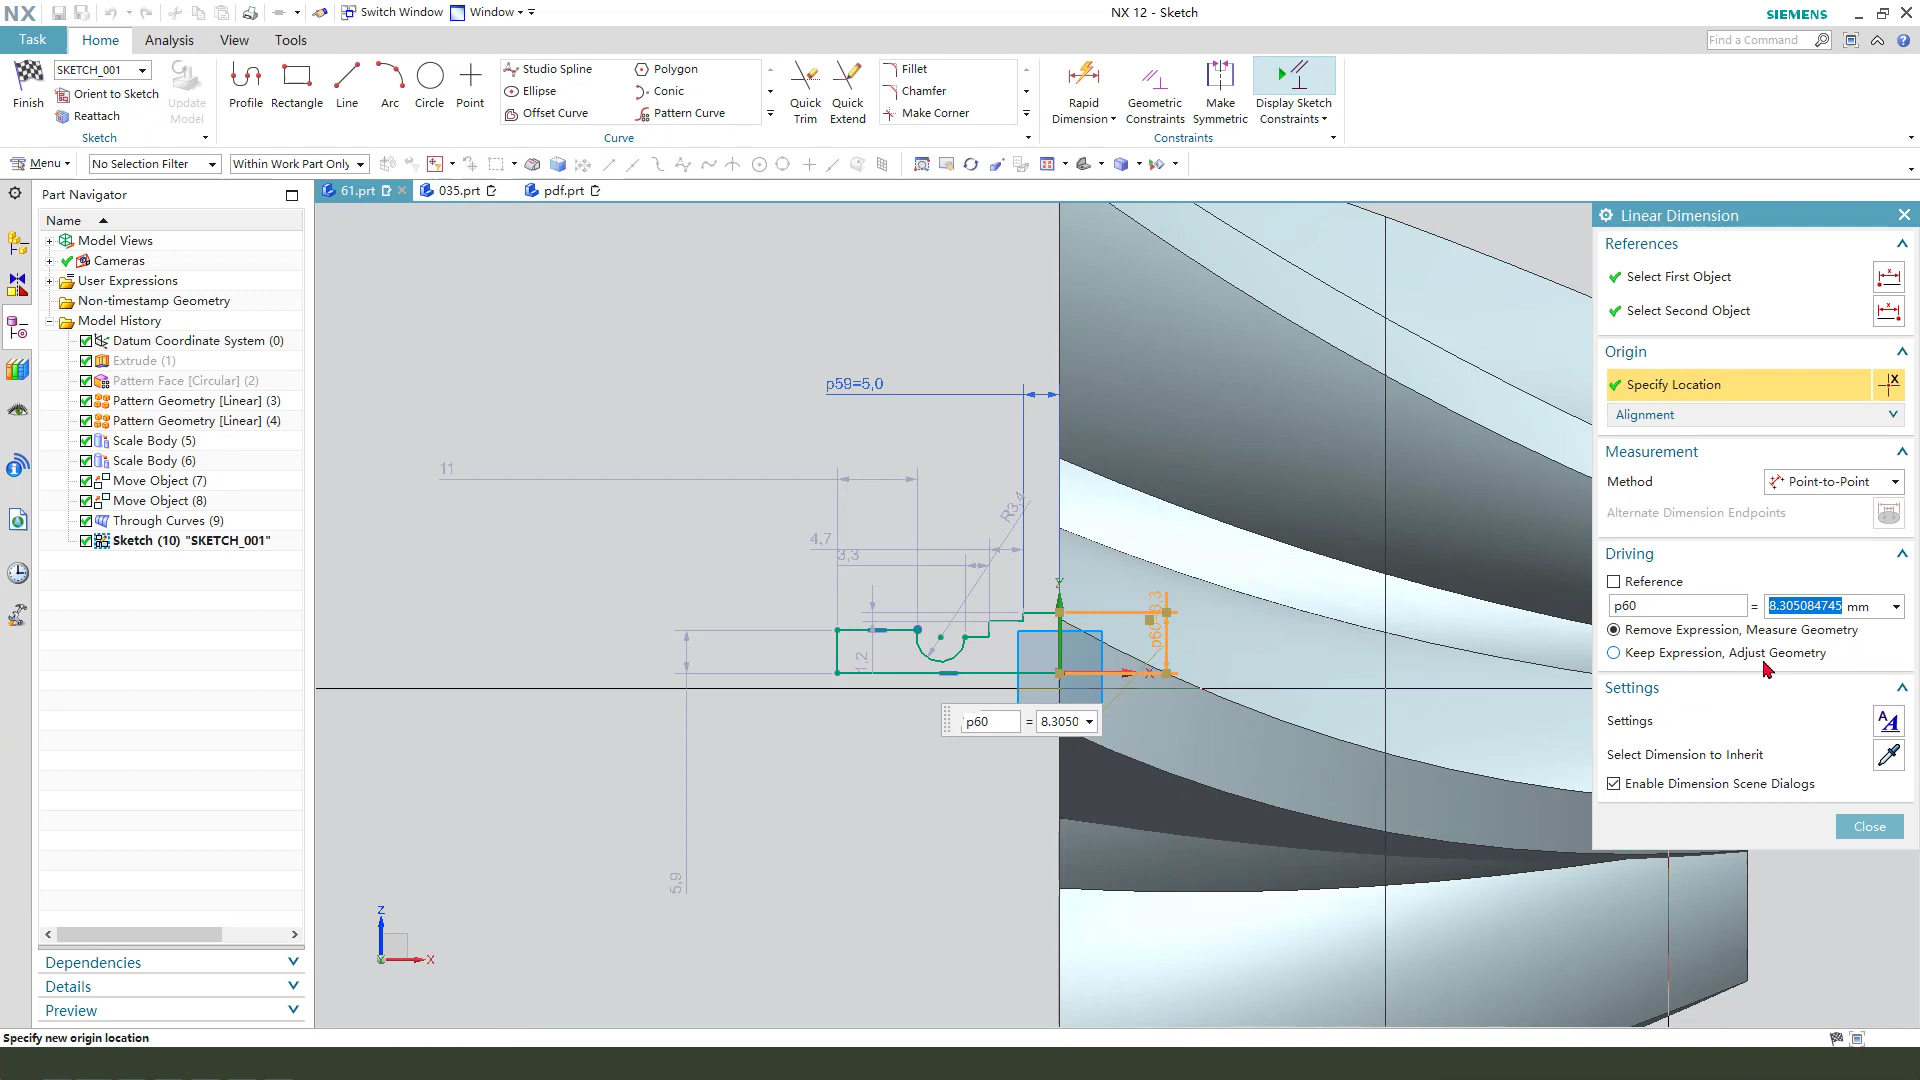 NX
Switch Window
Window
NX 12 - Sketch
SIEMENS
Task
Home
Analysis
View
Tools
Find a Command
SKETCH_001
Finish
Orient to Sketch
Reattach
Update
Model
Sketch
Profile
Rectangle
Line
Arc
Circle
Point
Studio Spline
Ellipse
Offset Curve
Polygon
Conic
Pattern Curve
Quick
Trim
Quick
Extend
Fillet
Chamfer
Make Corner
Curve
Rapid
Dimension
Geometric
Constraints
Make
Symmetric
Display Sketch
Constraints
Constraints
Menu
No Selection Filter
Within Work Part Only
Part Navigator
61.prt
035.prt
pdf.prt
Name
Model Views
Cameras
User Expressions
Non-timestamp Geometry
Model History
Datum Coordinate System (0)
Extrude (1)
Pattern Face [Circular] (2)
Pattern Geometry [Linear] (3)
Pattern Geometry [Linear] (4)
Scale Body (5)
Scale Body (6)
Move Object (7)
Move Object (8)
Through Curves (9)
Sketch (10) "SKETCH_001"
Dependencies
Details
Preview
p59=5,0
11
R3,4
4,7
3,3
1,2
5,9
Y
X
Z
X
Y
p60 = 8.3050
Linear Dimension
References
Select First Object
Select Second Object
Origin
Specify Location
Alignment
Measurement
Method
Point-to-Point
Alternate Dimension Endpoints
Driving
Reference
p60 = 8.305084745 mm
Remove Expression, Measure Geometry
Keep Expression, Adjust Geometry
Settings
Settings
Select Dimension to Inherit
Enable Dimension Scene Dialogs
Close
Specify new origin location